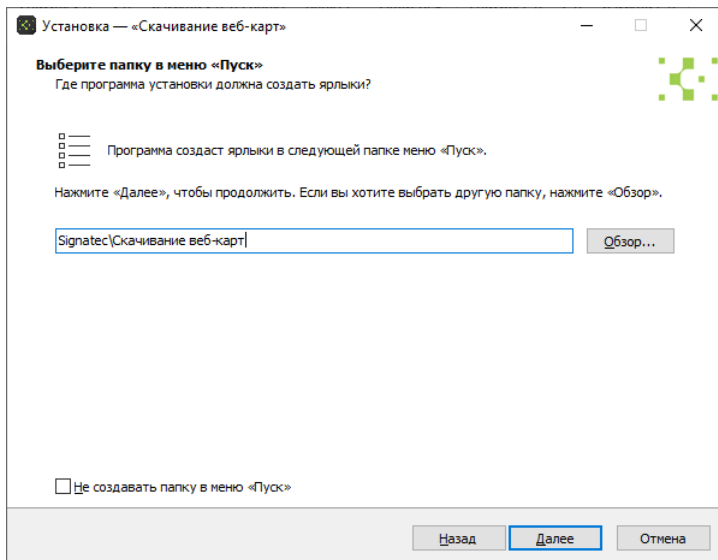 Установка — «Скачивание веб-карт»
Выберите папку в меню «Пуск»
Где программа установки должна создать ярлыки?
Программа создаст ярлыки в следующей папке меню «Пуск».
Нажмите «Далее», чтобы продолжить. Если вы хотите выбрать другую папку, нажмите «Обзор».
Signatec\Скачивание веб-карт
Обзор...
Не создавать папку в меню «Пуск»
Назад
Далее
Отмена